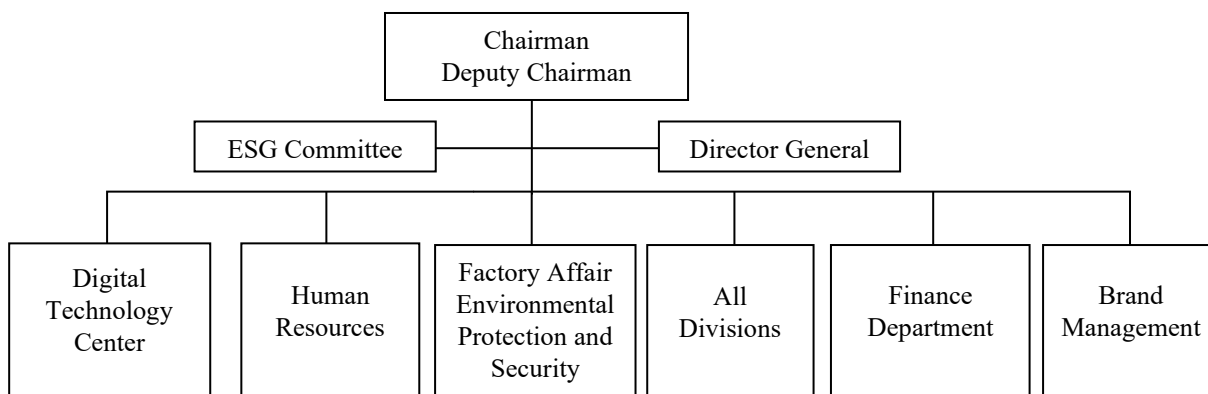 Chairman
Deputy Chairman
ESG Committee
Director General
Digital
Technology
Center
Human
Resources
Factory Affair
Environmental
Protection and
Security
All
Divisions
Finance
Department
Brand
Management